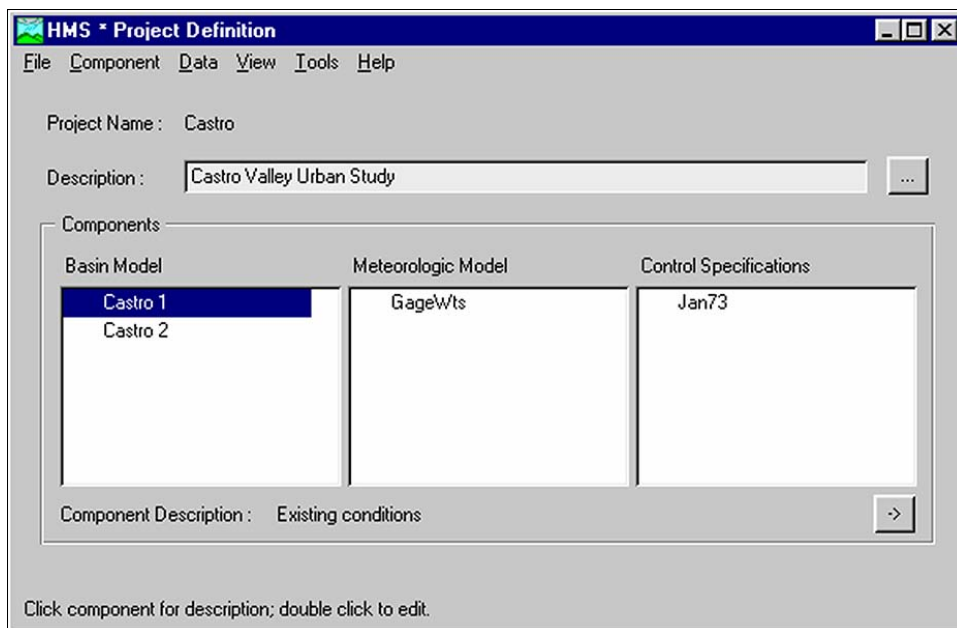 HMS * Project Definition
File Component Data View Tools Help
Project Name : Castro
Description : Castro Valley Urban Study ...
Components
Basin Model Meteorologic Model Control Specifications
Castro 1 GageWts Jan73
Castro 2
Component Description : Existing conditions ->
Click component for description; double click to edit.